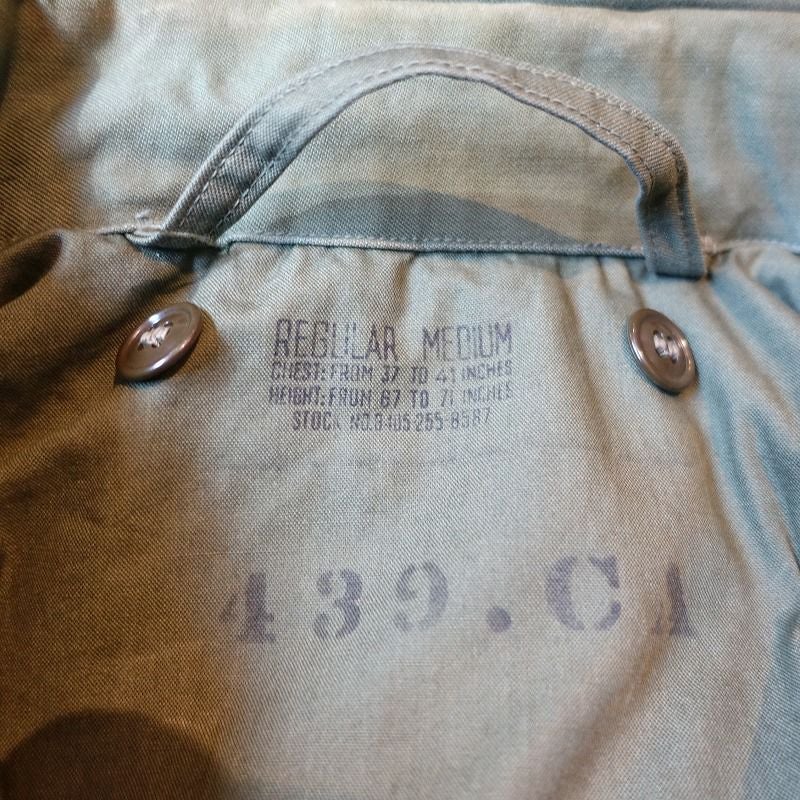 REGULAR MEDIUM
CHEST: FROM 37 TO 41 INCHES
HEIGHT: FROM 67 TO 71 INCHES
STOCK NO. 8405-255-8587
439.CA